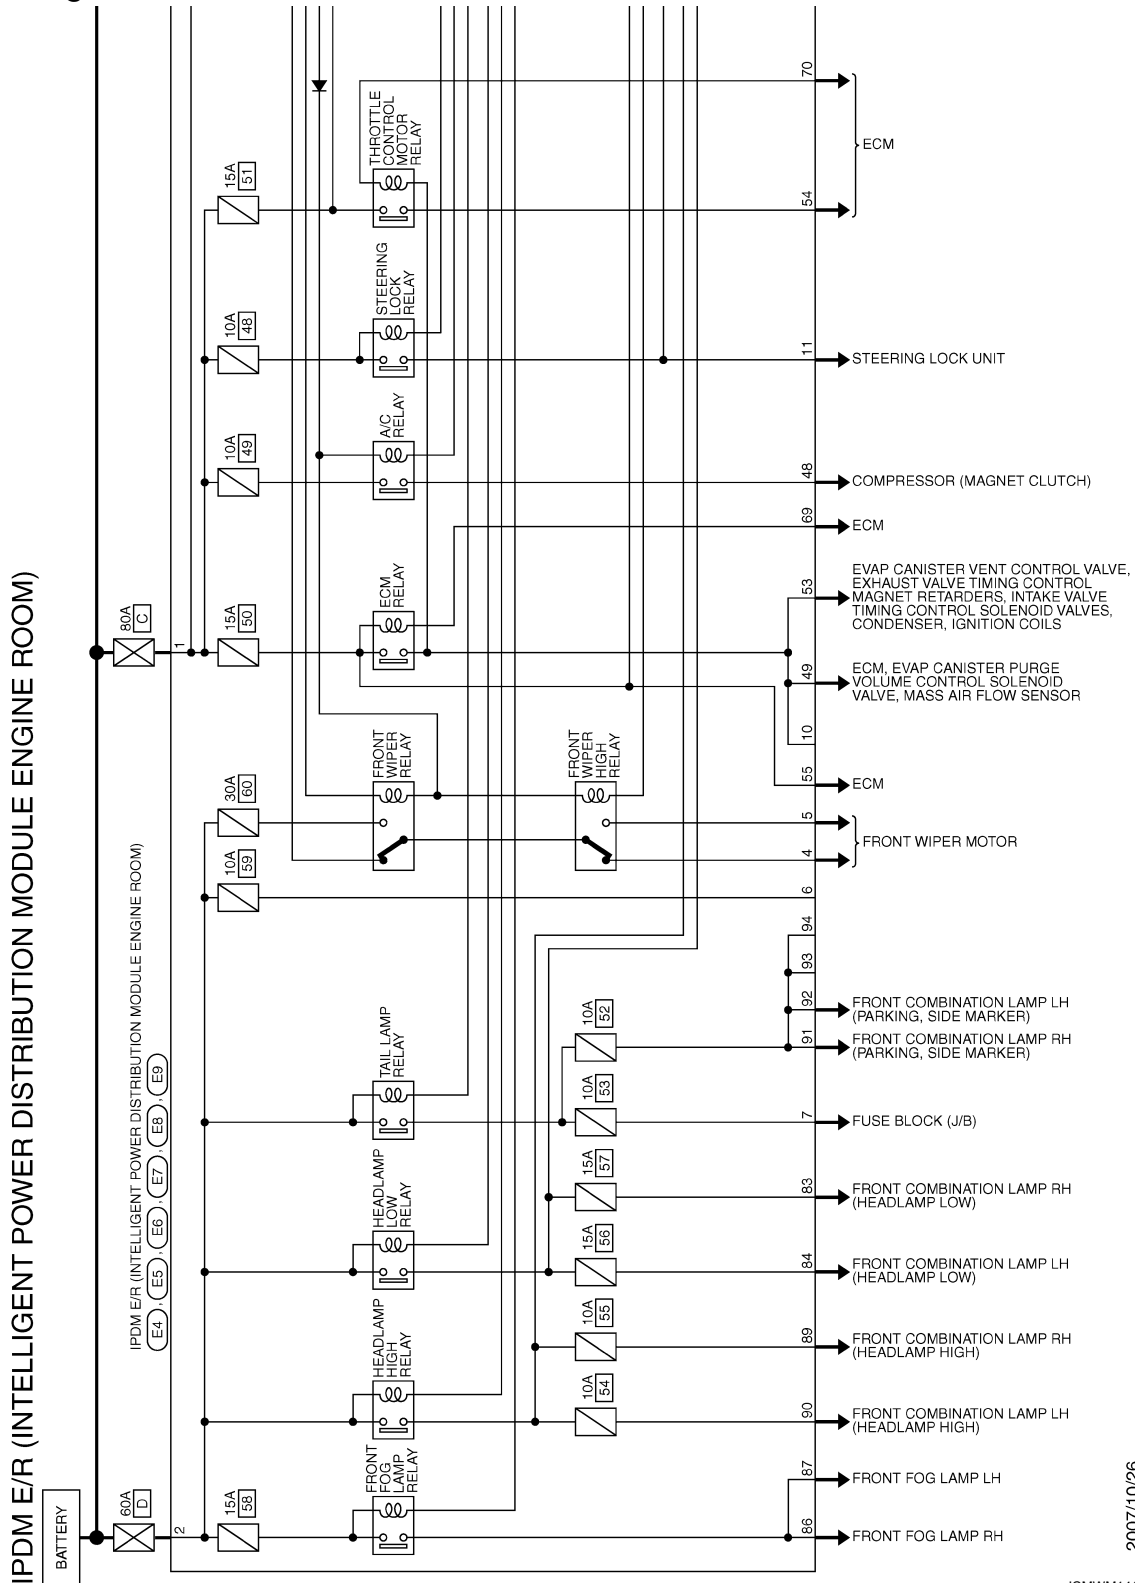 IPDM E/R (INTELLIGENT POWER DISTRIBUTION MODULE ENGINE ROOM)
BATTERY
60A
D
2
80A
C
1
IPDM E/R (INTELLIGENT POWER DISTRIBUTION MODULE ENGINE ROOM)
E4 , E5 , E6 , E7 , E8 , E9
15A
51
THROTTLE
CONTROL
MOTOR
RELAY
70
54
ECM
10A
48
STEERING
LOCK
RELAY
11
STEERING LOCK UNIT
10A
49
A/C
RELAY
48
COMPRESSOR (MAGNET CLUTCH)
69
ECM
15A
50
ECM
RELAY
53
EVAP CANISTER VENT CONTROL VALVE,
EXHAUST VALVE TIMING CONTROL
MAGNET RETARDERS, INTAKE VALVE
TIMING CONTROL SOLENOID VALVES,
CONDENSER, IGNITION COILS
49
ECM, EVAP CANISTER PURGE
VOLUME CONTROL SOLENOID
VALVE, MASS AIR FLOW SENSOR
10
55
ECM
30A
60
FRONT
WIPER
RELAY
FRONT
WIPER
HIGH
RELAY
5
4
FRONT WIPER MOTOR
10A
59
6
94
93
92
FRONT COMBINATION LAMP LH
(PARKING, SIDE MARKER)
10A
52
91
FRONT COMBINATION LAMP RH
(PARKING, SIDE MARKER)
TAIL LAMP
RELAY
10A
53
7
FUSE BLOCK (J/B)
15A
57
83
FRONT COMBINATION LAMP RH
(HEADLAMP LOW)
HEADLAMP
LOW
RELAY
15A
56
84
FRONT COMBINATION LAMP LH
(HEADLAMP LOW)
10A
55
89
FRONT COMBINATION LAMP RH
(HEADLAMP HIGH)
HEADLAMP
HIGH
RELAY
10A
54
90
FRONT COMBINATION LAMP LH
(HEADLAMP HIGH)
87
FRONT FOG LAMP LH
15A
58
FRONT
FOG
LAMP
RELAY
86
FRONT FOG LAMP RH
2007/10/26